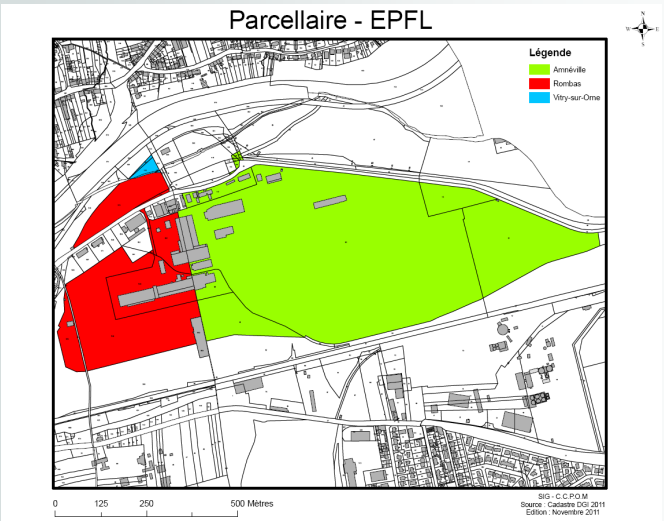 Parcellaire - EPFL
N
W E
S
Légende
Amnéville
Rombas
Vitry-sur-Orne
0 125 250 500 Mètres
SIG - C.C.P.O.M
Source : Cadastre DGI 2011
Edition : Novembre 2011